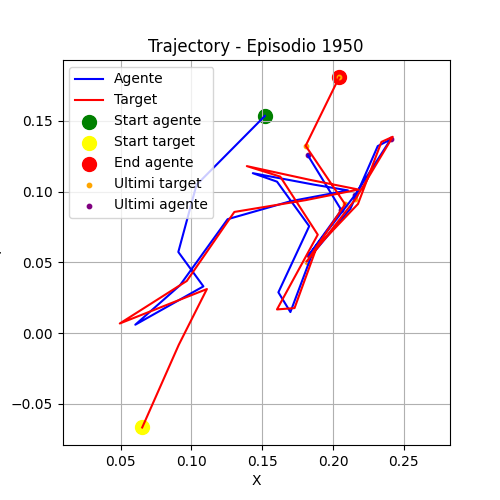 Trajectory - Episodio 1950
Agente
Target
Start agente
Start target
End agente
Ultimi target
Ultimi agente
0.15
0.10
0.05
0.00
−0.05
0.05
0.10
0.15
0.20
0.25
X